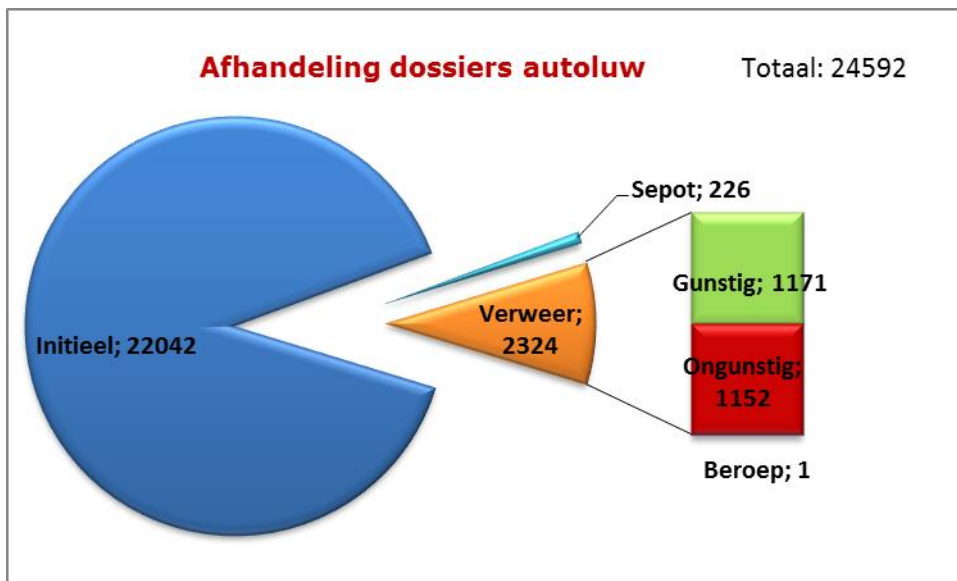 Afhandeling dossiers autoluw
Totaal: 24592
Sepot; 226
Gunstig; 1171
Verweer;
2324
Initieel; 22042
Ongunstig;
1152
Beroep; 1